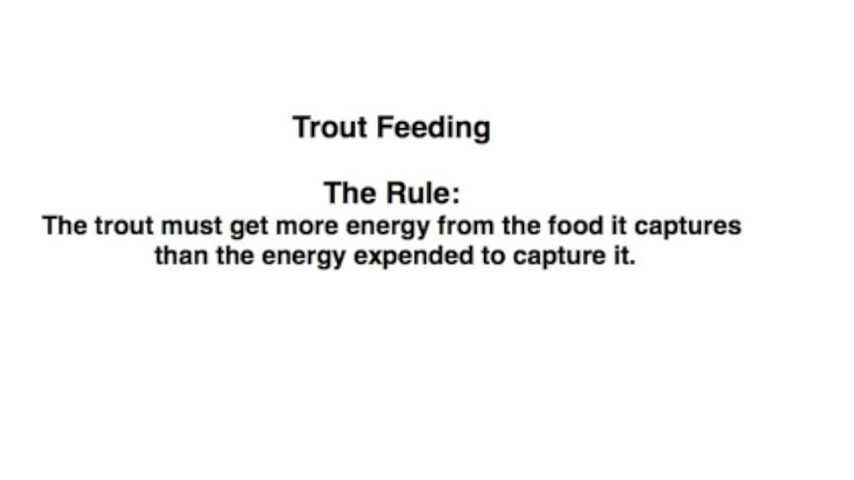 Trout Feeding
The Rule:
The trout must get more energy from the food it captures
than the energy expended to capture it.